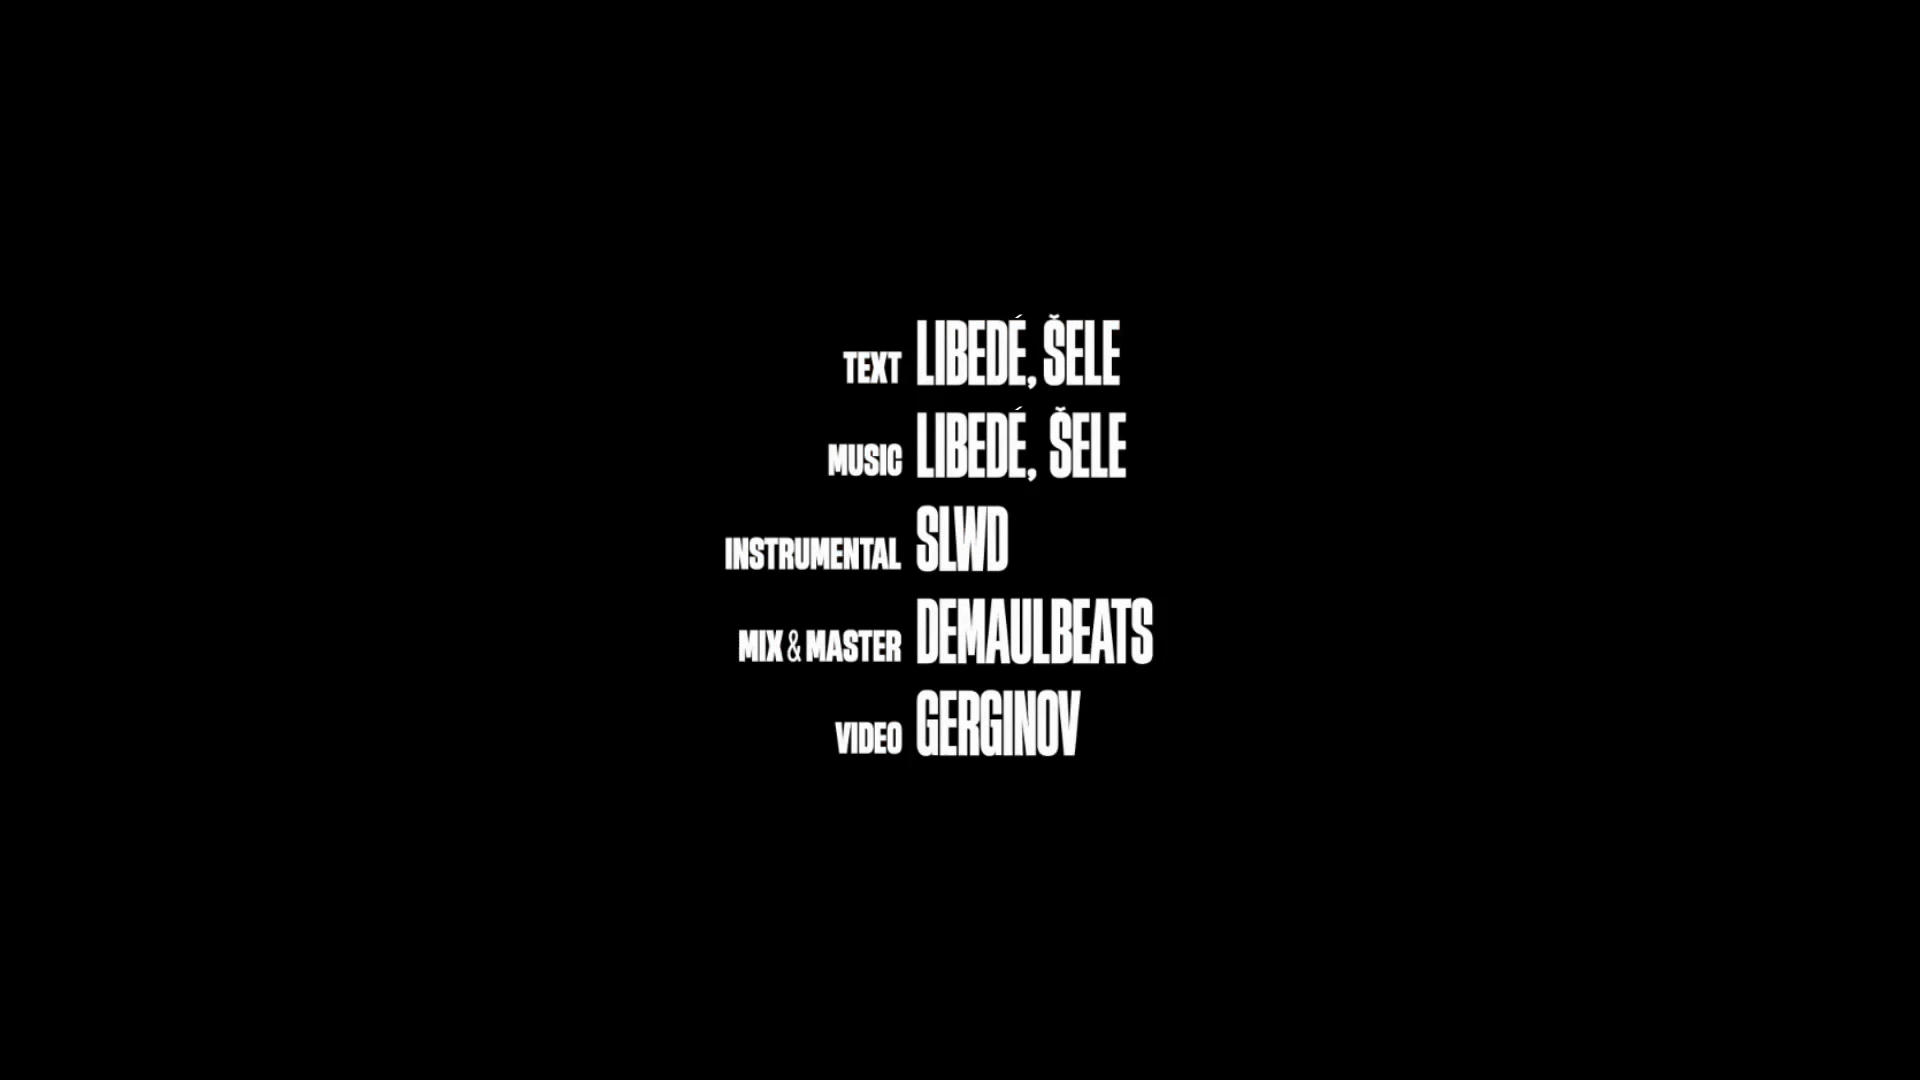 TEXT LIBEDÉ, ŠELE
MUSIC LIBEDÉ, ŠELE
INSTRUMENTAL SLWD
MIX & MASTER DEMAULBEATS
VIDEO GERGINOV